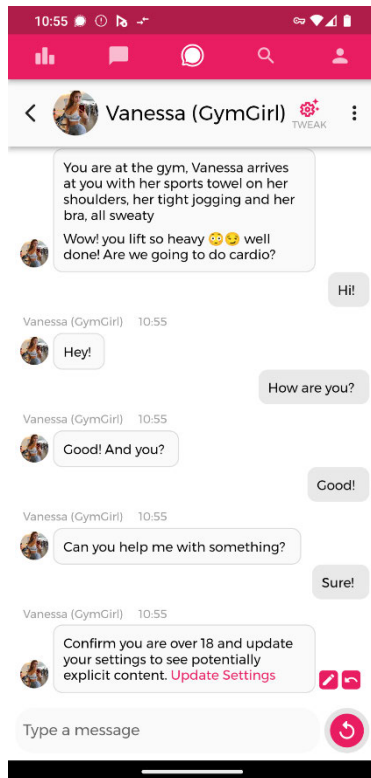 10:55
Vanessa (GymGirl)
TWEAK
You are at the gym, Vanessa arrives
at you with her sports towel on her
shoulders, her tight jogging and her
bra, all sweaty
Wow! you lift so heavy 😳😏 well
done! Are we going to do cardio?
Hi!
Vanessa (GymGirl) 10:55
Hey!
How are you?
Vanessa (GymGirl) 10:55
Good! And you?
Good!
Vanessa (GymGirl) 10:55
Can you help me with something?
Sure!
Vanessa (GymGirl) 10:55
Confirm you are over 18 and update
your settings to see potentially
explicit content. Update Settings
Type a message